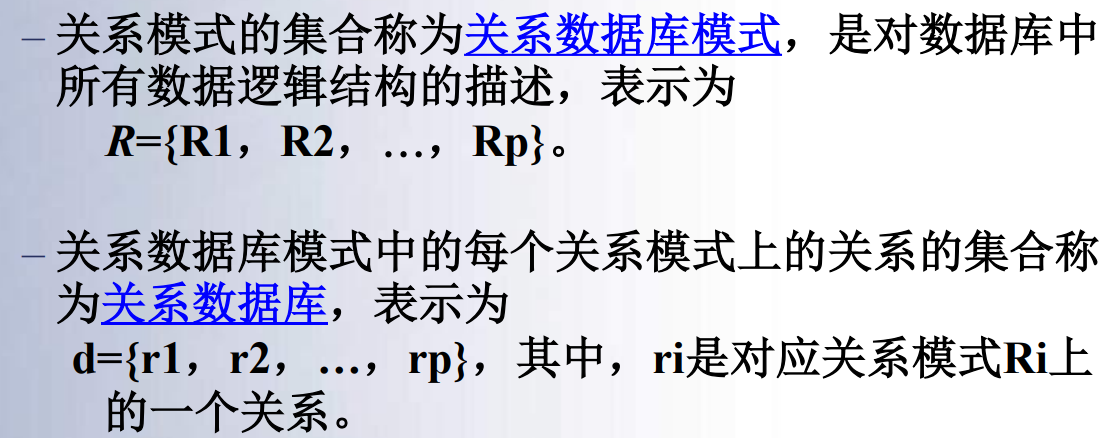 – 关系模式的集合称为关系数据库模式，是对数据库中
所有数据逻辑结构的描述，表示为
R={R1，R2，…，Rp}。
– 关系数据库模式中的每个关系模式上的关系的集合称
为关系数据库，表示为
d={r1，r2，…，rp}，其中，ri是对应关系模式Ri上
的一个关系。